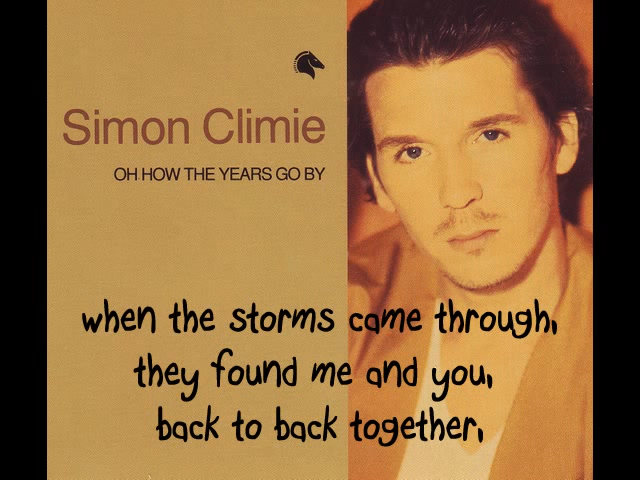 Simon Climie
OH HOW THE YEARS GO BY
when the storms came through,
they found me and you,
back to back together,